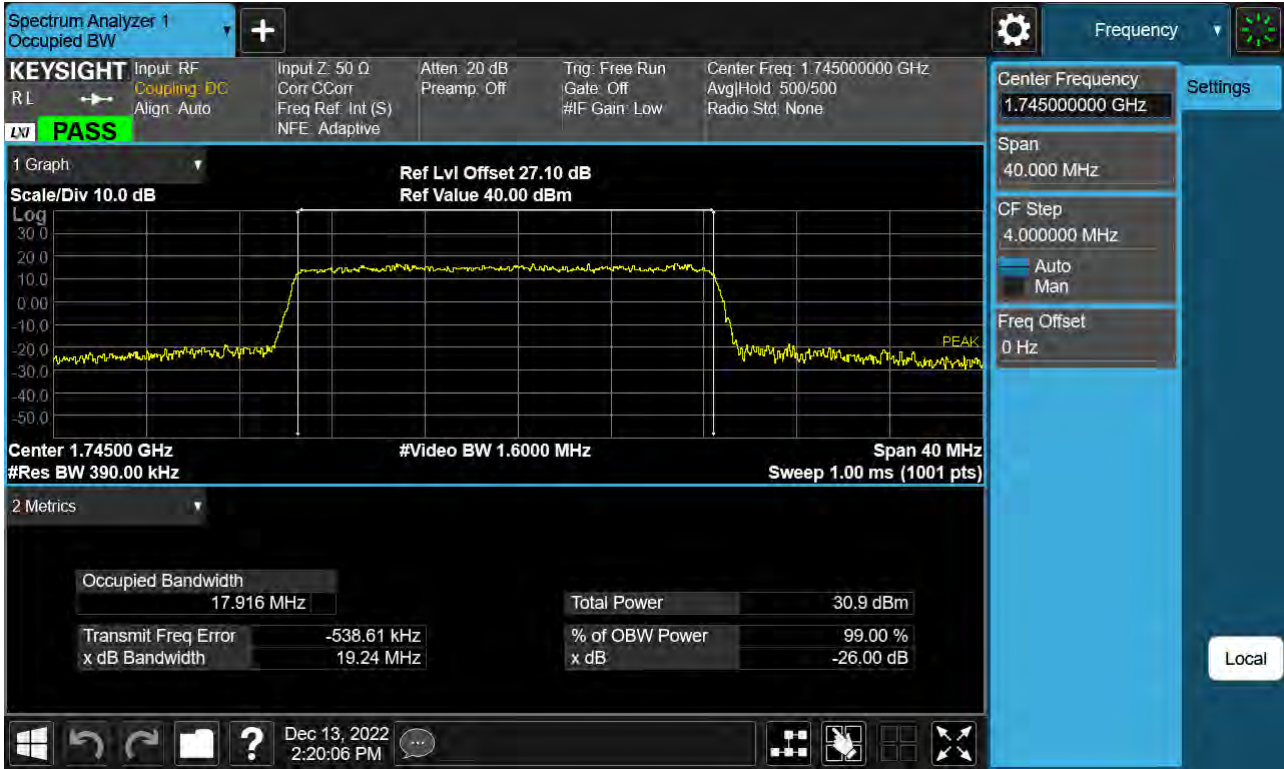 Spectrum Analyzer 1
Occupied BW
+
Frequency
KEYSIGHT
R L
LXI
PASS
Input: RF
Coupling: DC
Align: Auto
Input Z: 50 Ω
Corr CCorr
Freq Ref: Int (S)
NFE: Adaptive
Atten: 20 dB
Preamp: Off
Trig: Free Run
Gate: Off
#IF Gain: Low
Center Freq: 1.745000000 GHz
Avg|Hold: 500/500
Radio Std: None
Center Frequency
1.745000000 GHz
Settings
Span
40.000 MHz
CF Step
4.000000 MHz
Auto
Man
Freq Offset
0 Hz
Local
1 Graph
Scale/Div 10.0 dB
Ref Lvl Offset 27.10 dB
Ref Value 40.00 dBm
Log
30.0
20.0
10.0
0.00
-10.0
-20.0
-30.0
-40.0
-50.0
PEAK
Center 1.74500 GHz
#Res BW 390.00 kHz
#Video BW 1.6000 MHz
Span 40 MHz
Sweep 1.00 ms (1001 pts)
2 Metrics
Occupied Bandwidth
17.916 MHz
Total Power 30.9 dBm
Transmit Freq Error -538.61 kHz
% of OBW Power 99.00 %
x dB Bandwidth 19.24 MHz
x dB -26.00 dB
?
Dec 13, 2022
2:20:06 PM